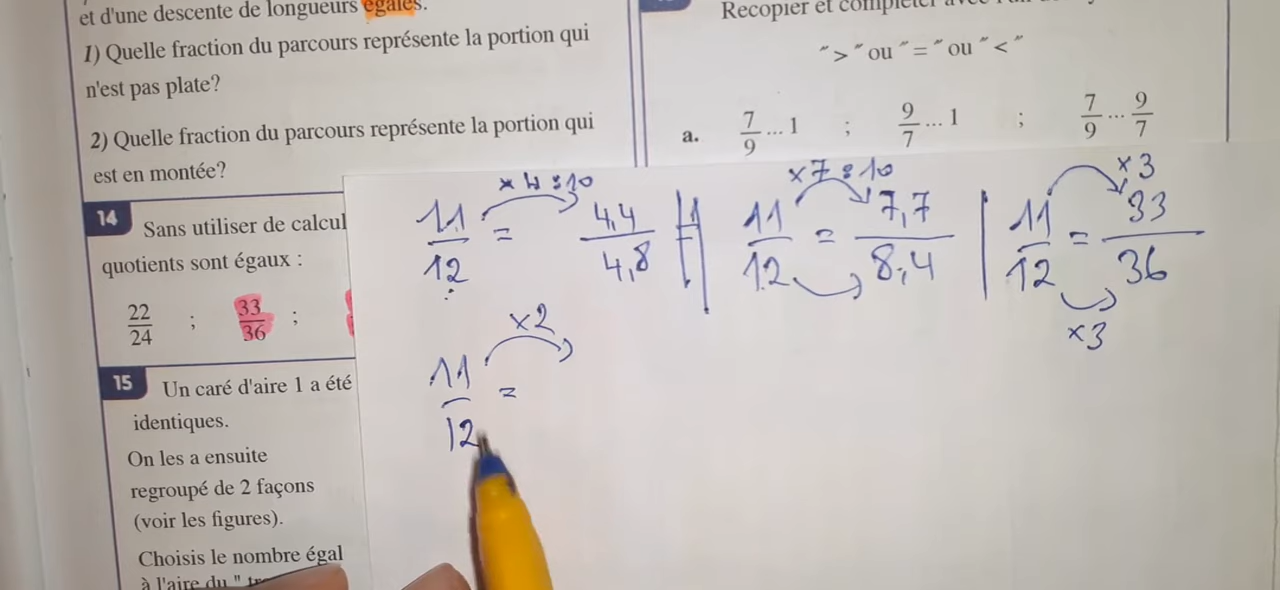 et d'une descente de longueurs égales.
1) Quelle fraction du parcours représente la portion qui
n'est pas plate?
2) Quelle fraction du parcours représente la portion qui
est en montée?
14 Sans utiliser de calcul
quotients sont égaux :
22/24 ; 33/36 ;
15 Un caré d'aire 1 a été
identiques.
On les a ensuite
regroupé de 2 façons
(voir les figures).
Choisis le nombre égal
à l'aire du "
Recopier et compléter
" > " ou " = " ou " < "
a. 7/9 ... 1 ; 9/7 ... 1 ; 7/9 ... 9/7
×4 : 10
11/12 = 4,4/4,8
×7 : 10
11/12 = 7,7/8,4
×3
11/12 = 33/36
×3
×2
11/12 =